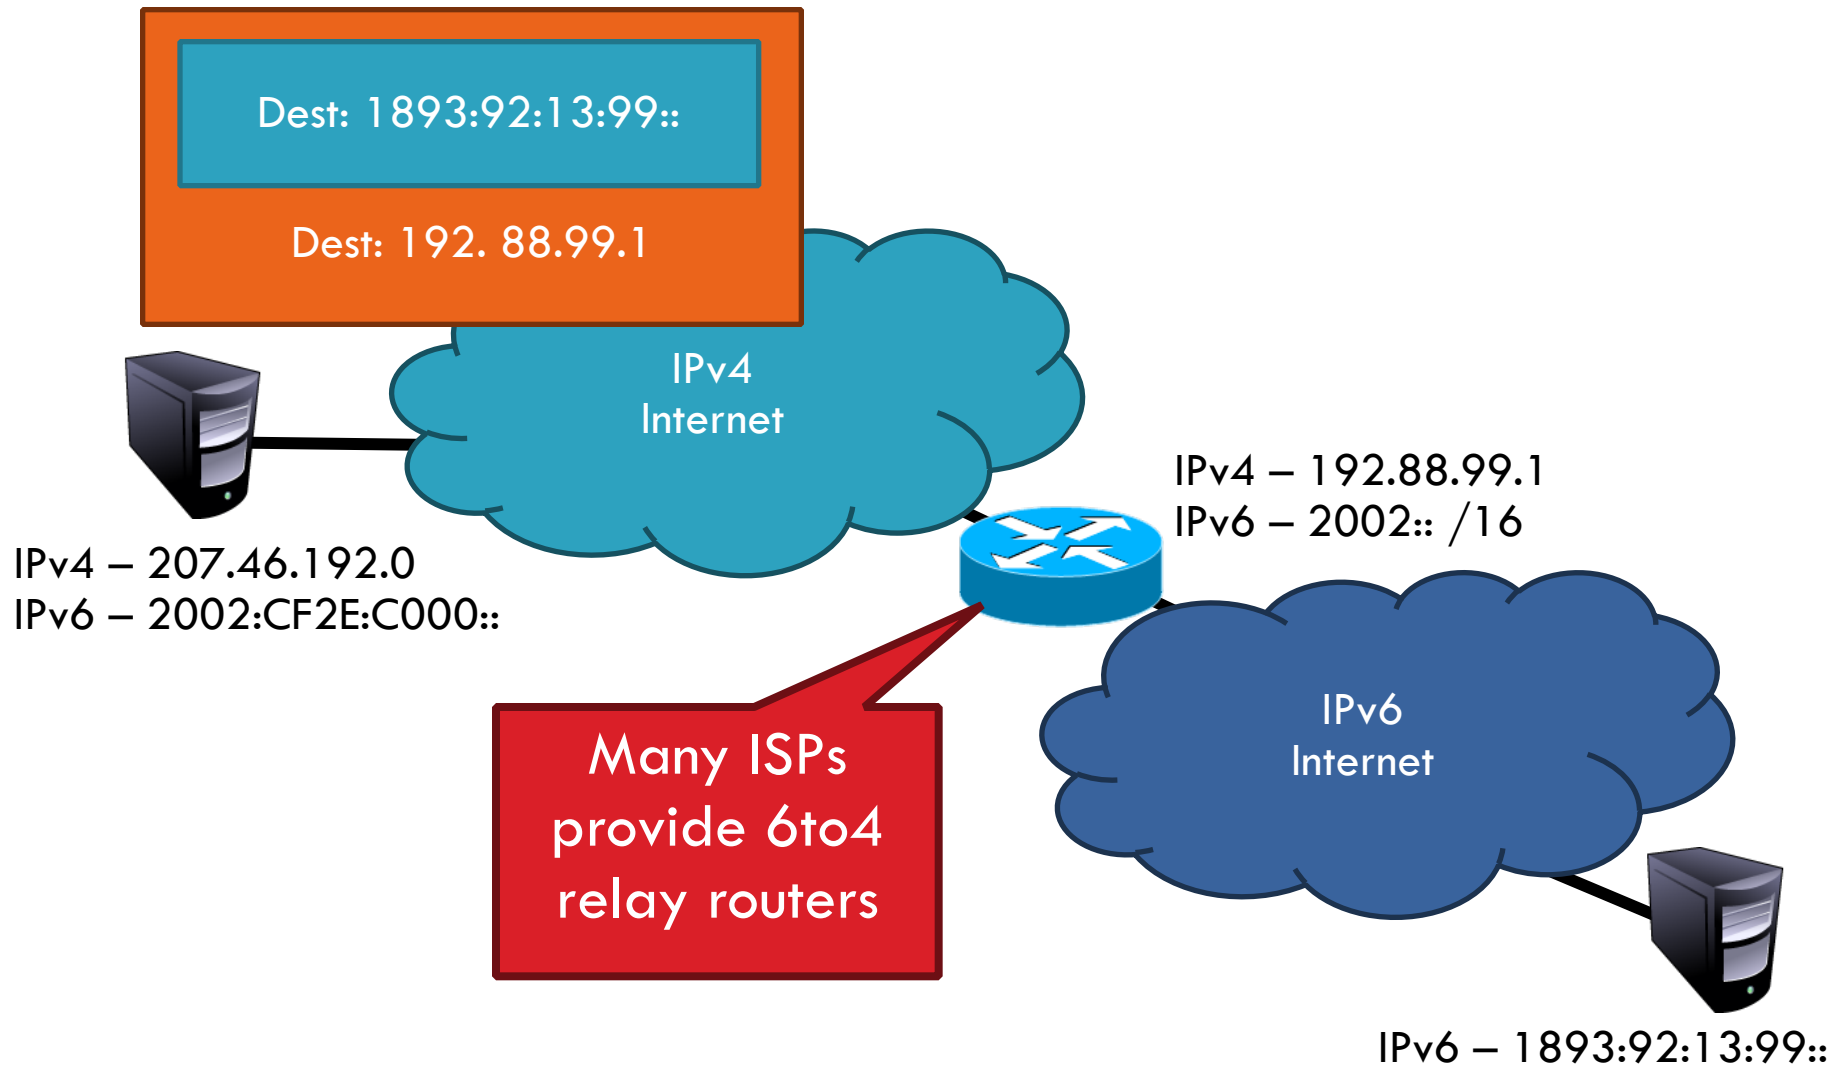 Dest: 1893:92:13:99::
Dest: 192. 88.99.1
IPv4
Internet
IPv4 – 192.88.99.1
IPv6 – 2002:: /16
IPv4 – 207.46.192.0
IPv6 – 2002:CF2E:C000::
Many ISPs
provide 6to4
relay routers
IPv6
Internet
IPv6 – 1893:92:13:99::